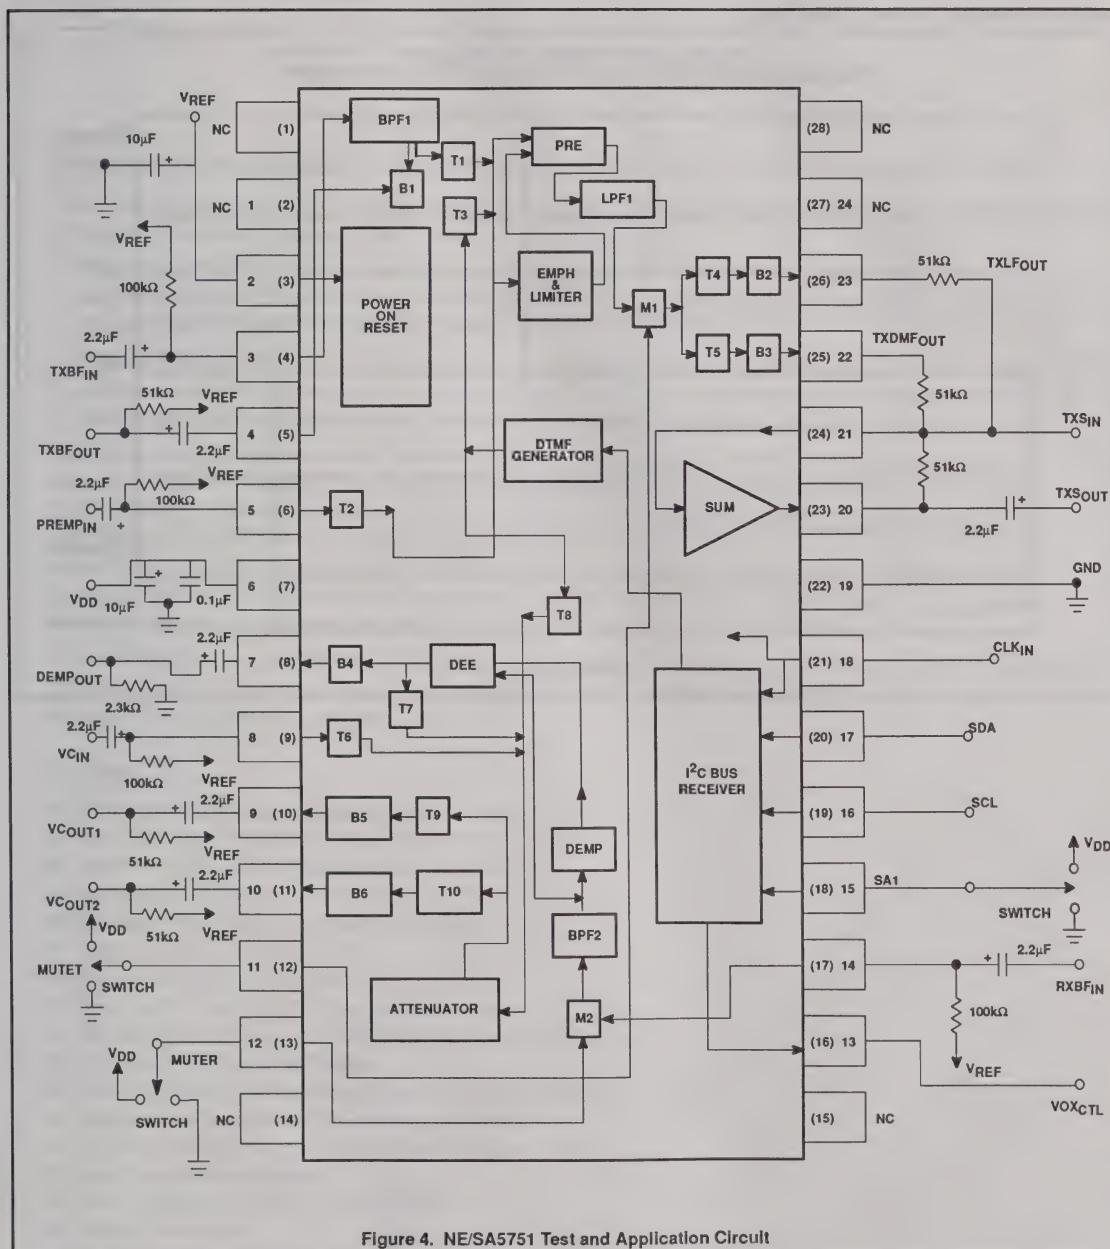 VREF
10μF
+
NC
(1)
NC
1 (2)
VREF
2 (3)
100kΩ
2.2μF
+
TXBFIN
3 (4)
51kΩ
VREF
TXBFOUT
+
2.2μF
4 (5)
2.2μF
VREF
100kΩ
PREMPIN
+
5 (6)
VDD
+
10μF
0.1μF
6 (7)
2.2μF
+
DEMPOUT
2.3kΩ
7 (8)
2.2μF
+
VCIN
100kΩ
VREF
8 (9)
2.2μF
+
VCOUT1
51kΩ
VREF
9 (10)
2.2μF
+
VCOUT2
51kΩ
VREF
10 (11)
VDD
MUTET
SWITCH
11 (12)
VDD
MUTER
SWITCH
12 (13)
NC
(14)
BPF1
T1
B1
T3
POWER
ON
RESET
PRE
LPF1
EMPH
&
LIMITER
M1
T4
B2
T5
B3
DTMF
GENERATOR
SUM
T2
T8
B4
DEE
T7
T6
B5
T9
B6
T10
ATTENUATOR
DEMP
BPF2
M2
I2C BUS
RECEIVER
(28)
NC
(27) 24
NC
(26) 23
51kΩ
TXLFOUT
TXDMFOUT
(25) 22
51kΩ
(24) 21
TXSIN
51kΩ
(23) 20
+
2.2μF
TXSOUT
(22) 19
GND
(21) 18
CLKIN
(20) 17
SDA
(19) 16
SCL
(18) 15
SA1
VDD
SWITCH
(17) 14
+
2.2μF
RXBFIN
100kΩ
VREF
(16) 13
VOXCTL
(15)
NC
Figure 4. NE/SA5751 Test and Application Circuit